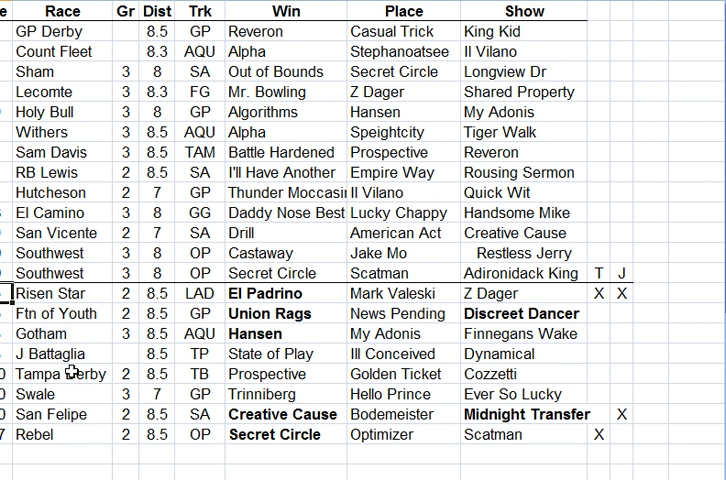 e Race Gr Dist Trk Win Place Show
GP Derby 8.5 GP Reveron Casual Trick King Kid
Count Fleet 8.3 AQU Alpha Stephanoatsee Il Vilano
Sham 3 8 SA Out of Bounds Secret Circle Longview Dr
Lecomte 3 8.3 FG Mr. Bowling Z Dager Shared Property
Holy Bull 3 8 GP Algorithms Hansen My Adonis
Withers 3 8.5 AQU Alpha Speightcity Tiger Walk
Sam Davis 3 8.5 TAM Battle Hardened Prospective Reveron
RB Lewis 2 8.5 SA I'll Have Another Empire Way Rousing Sermon
Hutcheson 2 7 GP Thunder Moccasi Il Vilano Quick Wit
El Camino 3 8 GG Daddy Nose Best Lucky Chappy Handsome Mike
San Vicente 2 7 SA Drill American Act Creative Cause
Southwest 3 8 OP Castaway Jake Mo Restless Jerry
Southwest 3 8 OP Secret Circle Scatman Adirondack King T J
Risen Star 2 8.5 LAD El Padrino Mark Valeski Z Dager X X
Ftn of Youth 2 8.5 GP Union Rags News Pending Discreet Dancer
Gotham 3 8.5 AQU Hansen My Adonis Finnegans Wake
J Battaglia 8.5 TP State of Play Ill Conceived Dynamical
0 Tampa Derby 2 8.5 TB Prospective Golden Ticket Cozzetti
0 Swale 3 7 GP Trinniberg Hello Prince Ever So Lucky
0 San Felipe 2 8.5 SA Creative Cause Bodemeister Midnight Transfer X
7 Rebel 2 8.5 OP Secret Circle Optimizer Scatman X